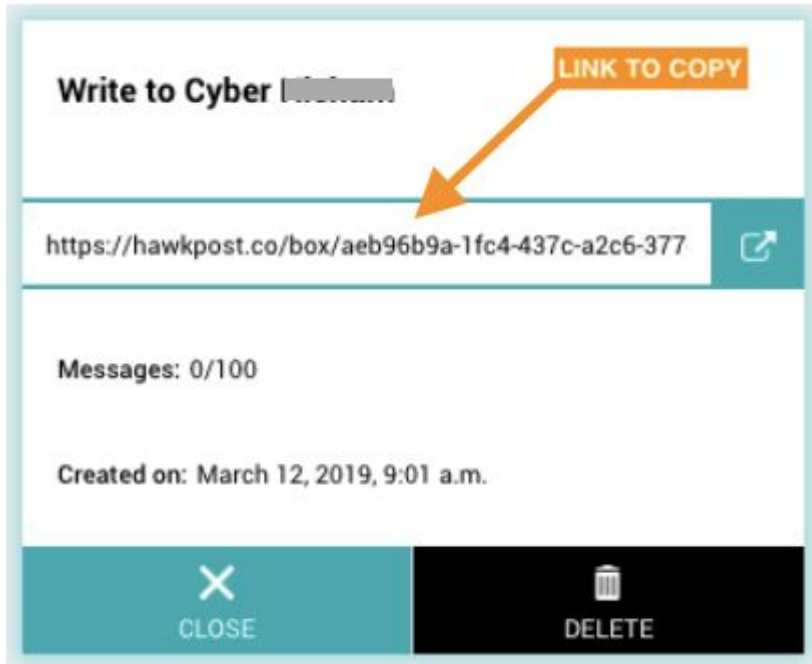 LINK TO COPY
Write to Cyber
https://hawkpost.co/box/aeb96b9a-1fc4-437c-a2c6-377
Messages: 0/100
Created on: March 12, 2019, 9:01 a.m.
CLOSE
DELETE